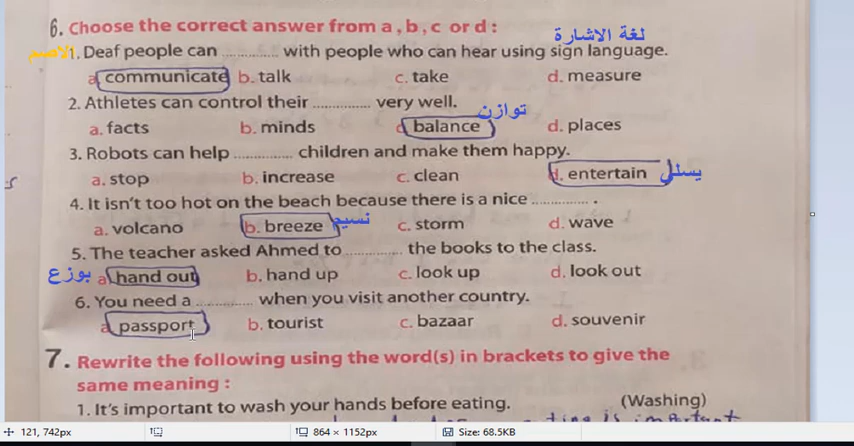 6. Choose the correct answer from a , b , c or d :
لغة الاشارة
الاصم
1. Deaf people can ............ with people who can hear using sign language.
a. communicate b. talk c. take d. measure
2. Athletes can control their ............ very well.
توازن
a. facts b. minds c. balance d. places
3. Robots can help ............ children and make them happy.
a. stop b. increase c. clean d. entertain يسلي
4. It isn't too hot on the beach because there is a nice ............ .
a. volcano b. breeze نسيم c. storm d. wave
5. The teacher asked Ahmed to ............ the books to the class.
يوزع a. hand out b. hand up c. look up d. look out
6. You need a ............ when you visit another country.
a. passport b. tourist c. bazaar d. souvenir
7. Rewrite the following using the word(s) in brackets to give the
same meaning :
1. It's important to wash your hands before eating. (Washing)
is important
121, 742px 864 × 1152px Size: 68.5KB